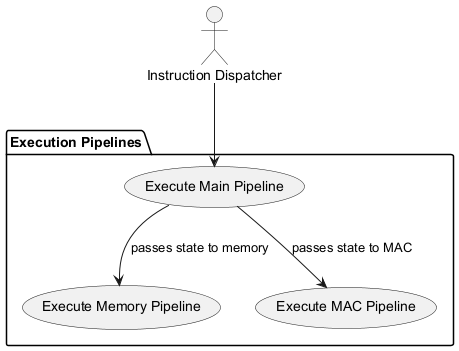 Instruction Dispatcher
Execution Pipelines
Execute Main Pipeline
passes state to memory
passes state to MAC
Execute Memory Pipeline
Execute MAC Pipeline